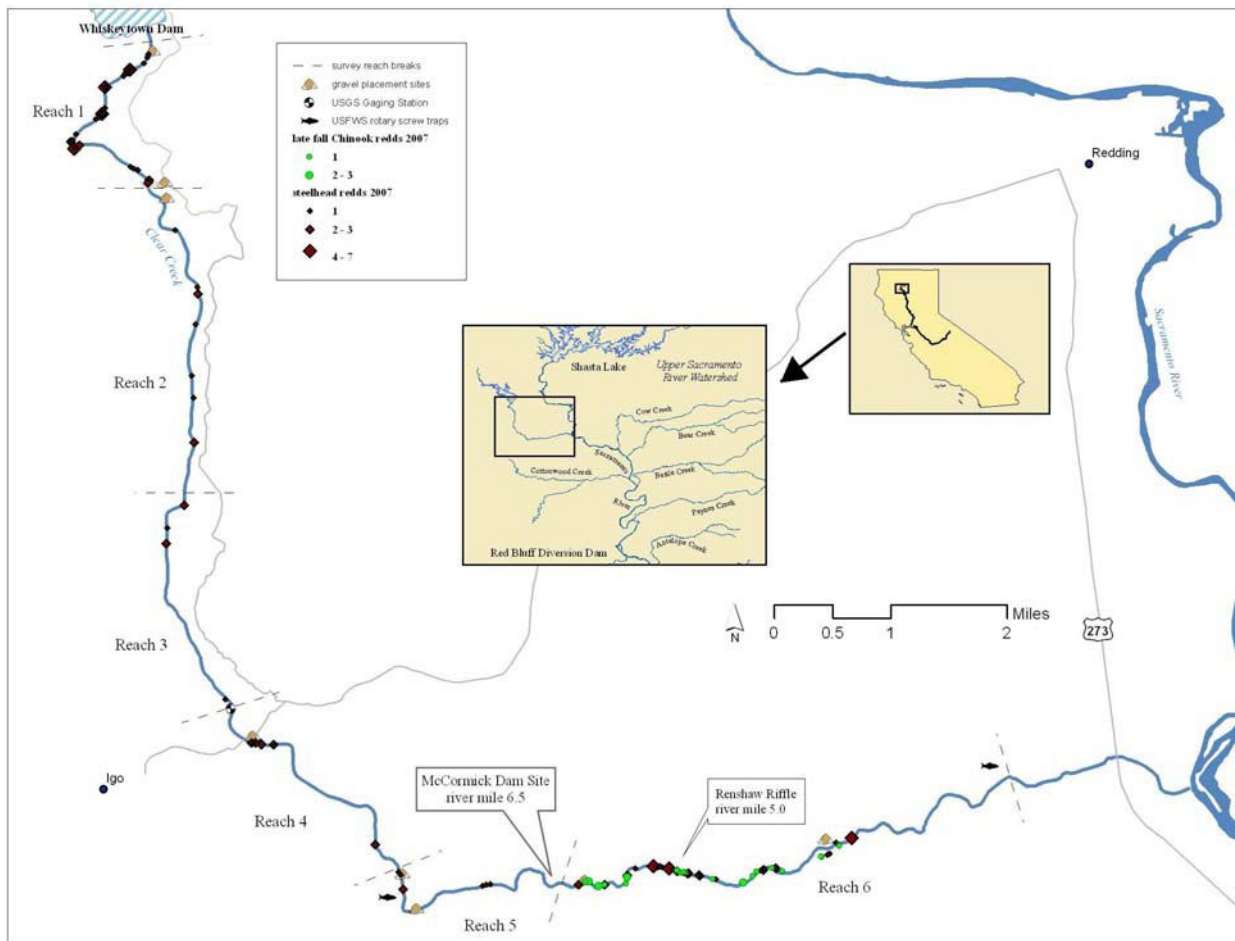 Whiskeytown Dam
survey reach breaks
gravel placement sites
USGS Gaging Station
USFWS rotary screw traps
late fall Chinook redds 2007
1
2 - 3
steelhead redds 2007
1
2 - 3
4 - 7
Reach 1
Redding
Clear Creek
Sacramento River
Reach 2
Shasta Lake
Upper Sacramento
River Watershed
Cow Creek
Bear Creek
Sacramento
River
Cottonwood Creek
Battle Creek
Paynes Creek
Antelope Creek
Red Bluff Diversion Dam
Reach 3
N
0
0.5
1
2
Miles
273
Igo
McCormick Dam Site
river mile 6.5
Renshaw Riffle
river mile 5.0
Reach 4
Reach 5
Reach 6